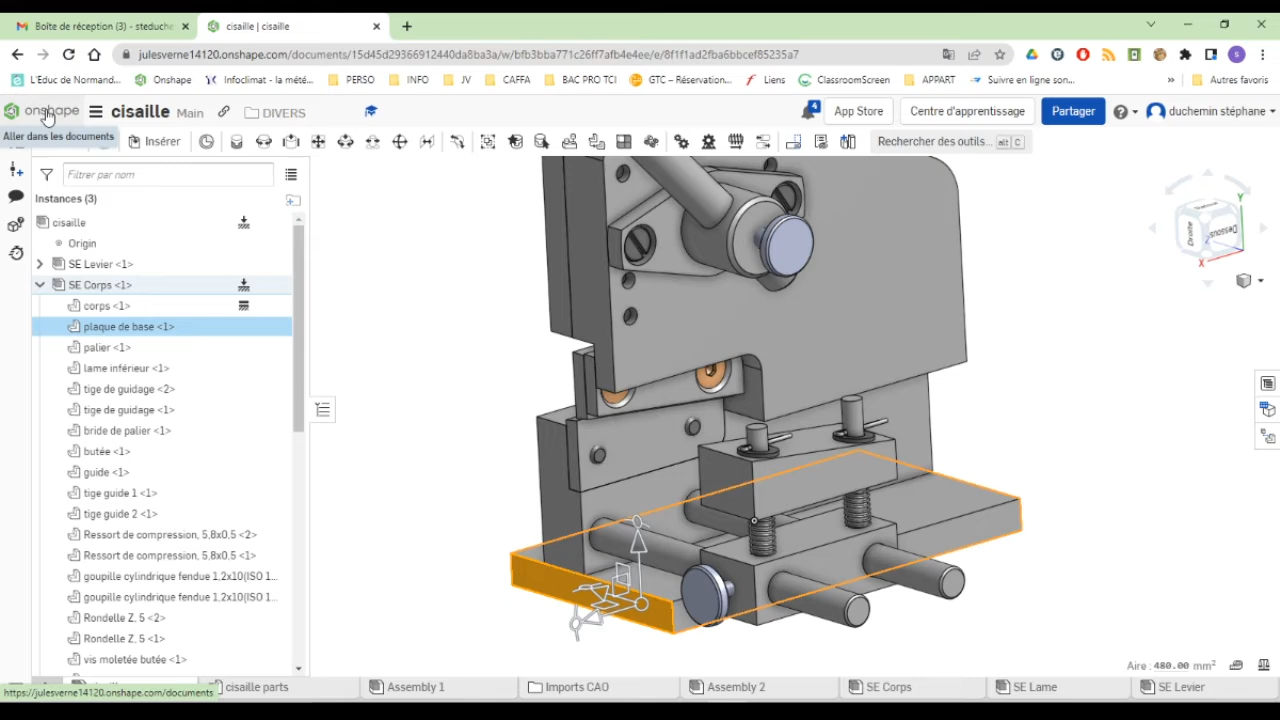 Boîte de réception (3) - steduche
cisaille | cisaille
julesverne14120.onshape.com/documents/15d45d29366912440da8ba3a/w/bfb3bba771c26ff7afb4e4ee/e/8f1f1ad2fba6bbcef85235a7
S
L'Educ de Normand...
Onshape
Infoclimat - la mété...
PERSO
INFO
JV
CAFFA
BAC PRO TCI
GTC – Réservation...
Liens
ClassroomScreen
APPART
Suivre en ligne son...
»
Autres favoris
onshape
cisaille
Main
DIVERS
4
App Store
Centre d'apprentissage
Partager
duchemin stéphane
Aller dans les documents
Insérer
Rechercher des outils...
alt C
Filtrer par nom
Instances (3)
cisaille
Origin
SE Levier <1>
SE Corps <1>
corps <1>
plaque de base <1>
palier <1>
lame inférieur <1>
tige de guidage <2>
tige de guidage <1>
bride de palier <1>
butée <1>
guide <1>
tige guide 1 <1>
tige guide 2 <1>
Ressort de compression, 5,8x0,5 <2>
Ressort de compression, 5,8x0,5 <1>
goupille cylindrique fendue 1,2x10(ISO 1...
goupille cylindrique fendue 1,2x10(ISO 1...
Rondelle Z, 5 <2>
Rondelle Z, 5 <1>
vis moletée butée <1>
Y
Droite
Dessous
Z
X
Aire : 480.00 mm²
https://julesverne14120.onshape.com/documents
cisaille parts
Assembly 1
Imports CAO
Assembly 2
SE Corps
SE Lame
SE Levier